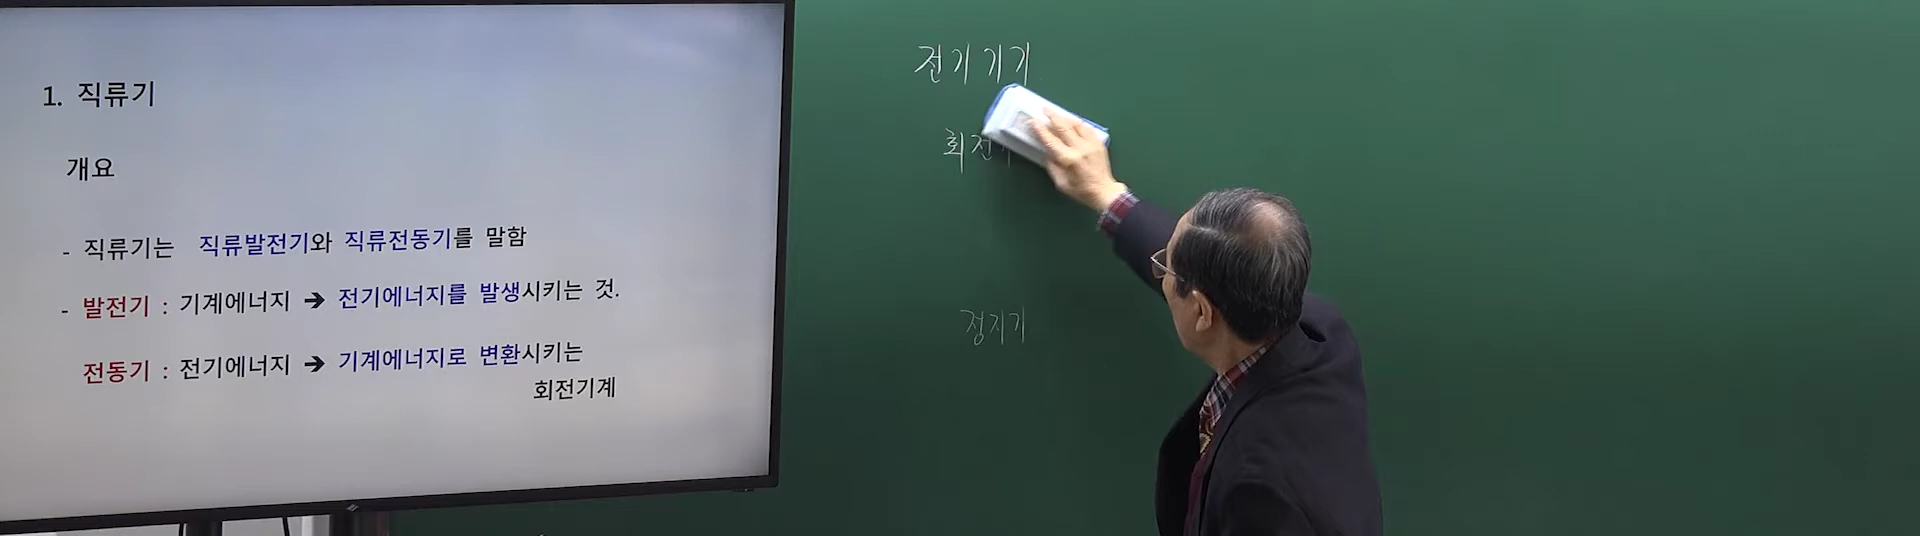 1. 직류기
개요
- 직류기는 직류발전기와 직류전동기를 말함
- 발전기 : 기계에너지 ➔ 전기에너지를 발생시키는 것.
전동기 : 전기에너지 ➔ 기계에너지로 변환시키는
회전기계
전기기기
회전
정지기